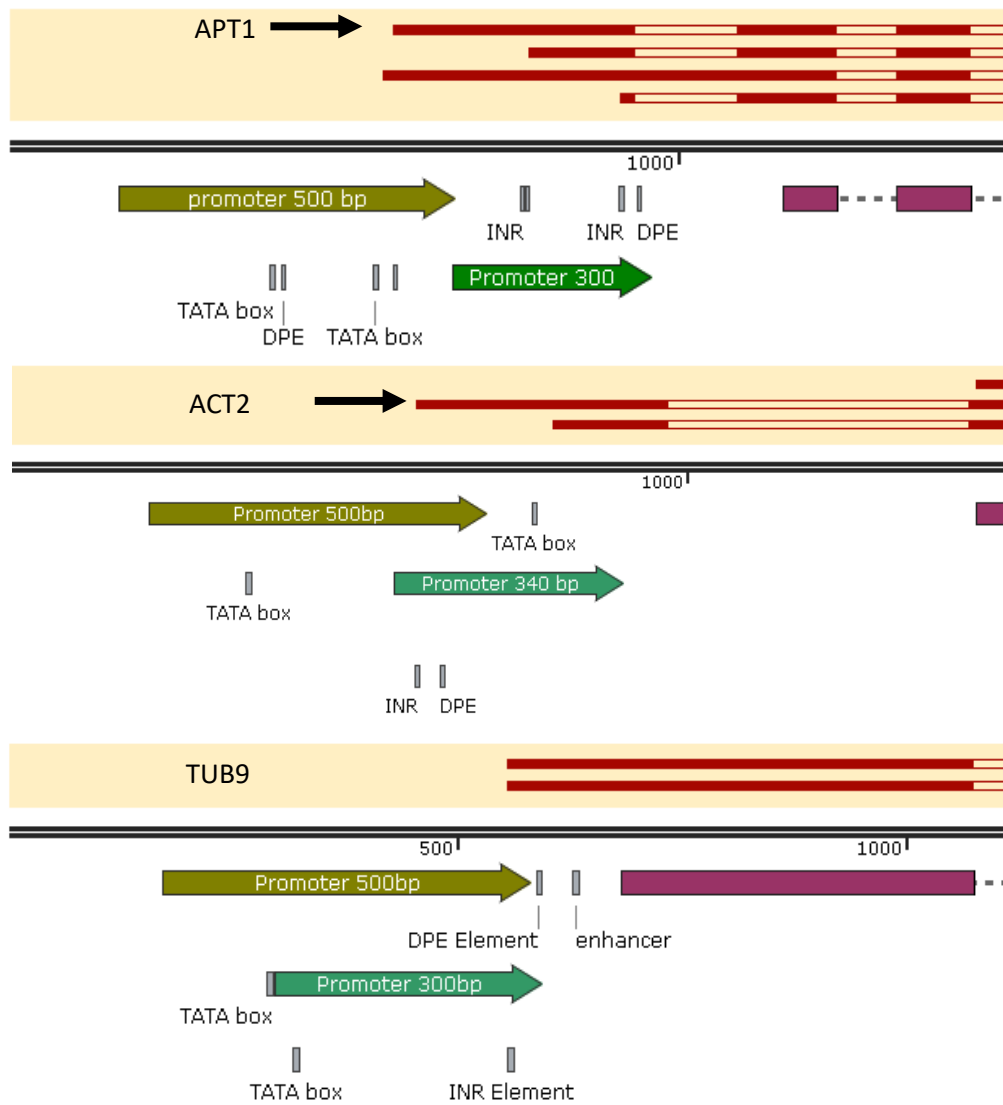 APT1
1000
promoter 500 bp
INR
INR
DPE
Promoter 300
TATA box
DPE
TATA box
ACT2
1000
Promoter 500bp
TATA box
Promoter 340 bp
TATA box
INR
DPE
TUB9
500
1000
Promoter 500bp
DPE Element
enhancer
Promoter 300bp
TATA box
TATA box
INR Element